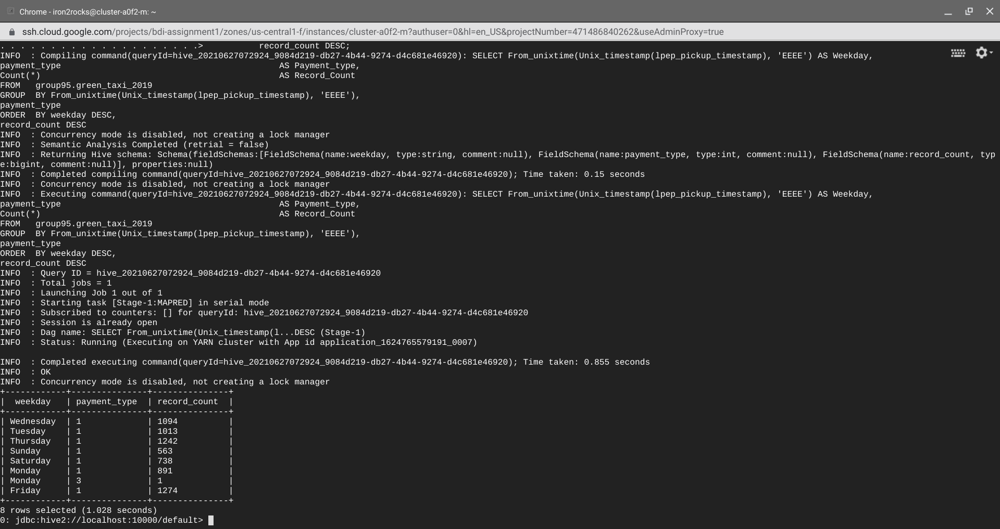 Chrome - iron2rocks@cluster-a0f2-m: ~
ssh.cloud.google.com/projects/bdi-assignment1/zones/us-central1-f/instances/cluster-a0f2-m?authuser=0&hl=en_US&projectNumber=471486840262&useAdminProxy=true
. . . . . . . . . . . . . . . . . . . .>           record_count DESC;
INFO  : Compiling command(queryId=hive_20210627072924_9084d219-db27-4b44-9274-d4c681e46920): SELECT From_unixtime(Unix_timestamp(lpep_pickup_timestamp), 'EEEE') AS Weekday,
payment_type                                           AS Payment_type,
Count(*)                                               AS Record_Count
FROM   group95.green_taxi_2019
GROUP  BY From_unixtime(Unix_timestamp(lpep_pickup_timestamp), 'EEEE'),
payment_type
ORDER  BY weekday DESC,
record_count DESC
INFO  : Concurrency mode is disabled, not creating a lock manager
INFO  : Semantic Analysis Completed (retrial = false)
INFO  : Returning Hive schema: Schema(fieldSchemas:[FieldSchema(name:weekday, type:string, comment:null), FieldSchema(name:payment_type, type:int, comment:null), FieldSchema(name:record_count, typ
e:bigint, comment:null)], properties:null)
INFO  : Completed compiling command(queryId=hive_20210627072924_9084d219-db27-4b44-9274-d4c681e46920); Time taken: 0.15 seconds
INFO  : Concurrency mode is disabled, not creating a lock manager
INFO  : Executing command(queryId=hive_20210627072924_9084d219-db27-4b44-9274-d4c681e46920): SELECT From_unixtime(Unix_timestamp(lpep_pickup_timestamp), 'EEEE') AS Weekday,
payment_type                                           AS Payment_type,
Count(*)                                               AS Record_Count
FROM   group95.green_taxi_2019
GROUP  BY From_unixtime(Unix_timestamp(lpep_pickup_timestamp), 'EEEE'),
payment_type
ORDER  BY weekday DESC,
record_count DESC
INFO  : Query ID = hive_20210627072924_9084d219-db27-4b44-9274-d4c681e46920
INFO  : Total jobs = 1
INFO  : Launching Job 1 out of 1
INFO  : Starting task [Stage-1:MAPRED] in serial mode
INFO  : Subscribed to counters: [] for queryId: hive_20210627072924_9084d219-db27-4b44-9274-d4c681e46920
INFO  : Session is already open
INFO  : Dag name: SELECT From_unixtime(Unix_timestamp(l...DESC (Stage-1)
INFO  : Status: Running (Executing on YARN cluster with App id application_1624765579191_0007)
INFO  : Completed executing command(queryId=hive_20210627072924_9084d219-db27-4b44-9274-d4c681e46920); Time taken: 0.855 seconds
INFO  : OK
INFO  : Concurrency mode is disabled, not creating a lock manager
+------------+---------------+---------------+
|  weekday   | payment_type  | record_count  |
+------------+---------------+---------------+
| Wednesday  | 1             | 1094          |
| Tuesday    | 1             | 1013          |
| Thursday   | 1             | 1242          |
| Sunday     | 1             | 563           |
| Saturday   | 1             | 738           |
| Monday     | 1             | 891           |
| Monday     | 3             | 1             |
| Friday     | 1             | 1274          |
+------------+---------------+---------------+
8 rows selected (1.028 seconds)
0: jdbc:hive2://localhost:10000/default>